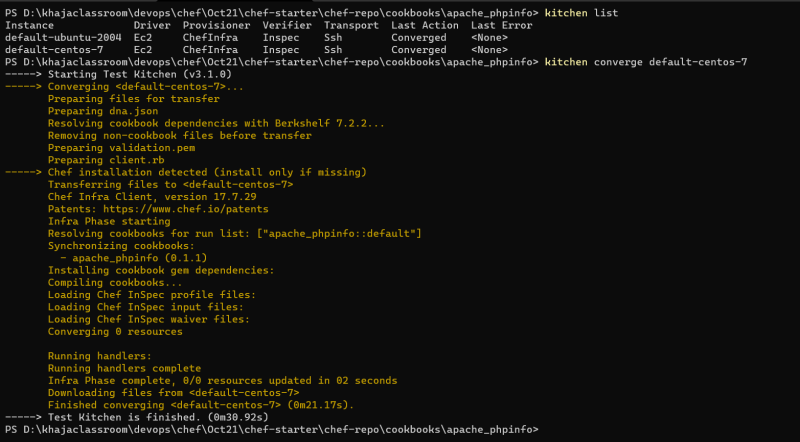 PS D:\khajaclassroom\devops\chef\Oct21\chef-starter\chef-repo\cookbooks\apache_phpinfo> kitchen list
Instance             Driver  Provisioner  Verifier  Transport  Last Action  Last Error
default-ubuntu-2004  Ec2     ChefInfra    Inspec    Ssh        Converged    <None>
default-centos-7     Ec2     ChefInfra    Inspec    Ssh        Converged    <None>
PS D:\khajaclassroom\devops\chef\Oct21\chef-starter\chef-repo\cookbooks\apache_phpinfo> kitchen converge default-centos-7
-----> Starting Test Kitchen (v3.1.0)
-----> Converging <default-centos-7>...
       Preparing files for transfer
       Preparing dna.json
       Resolving cookbook dependencies with Berkshelf 7.2.2...
       Removing non-cookbook files before transfer
       Preparing validation.pem
       Preparing client.rb
-----> Chef installation detected (install only if missing)
       Transferring files to <default-centos-7>
       Chef Infra Client, version 17.7.29
       Patents: https://www.chef.io/patents
       Infra Phase starting
       Resolving cookbooks for run list: ["apache_phpinfo::default"]
       Synchronizing cookbooks:
         - apache_phpinfo (0.1.1)
       Installing cookbook gem dependencies:
       Compiling cookbooks...
       Loading Chef InSpec profile files:
       Loading Chef InSpec input files:
       Loading Chef InSpec waiver files:
       Converging 0 resources
       Running handlers:
       Running handlers complete
       Infra Phase complete, 0/0 resources updated in 02 seconds
       Downloading files from <default-centos-7>
       Finished converging <default-centos-7> (0m21.17s).
-----> Test Kitchen is finished. (0m30.92s)
PS D:\khajaclassroom\devops\chef\Oct21\chef-starter\chef-repo\cookbooks\apache_phpinfo>